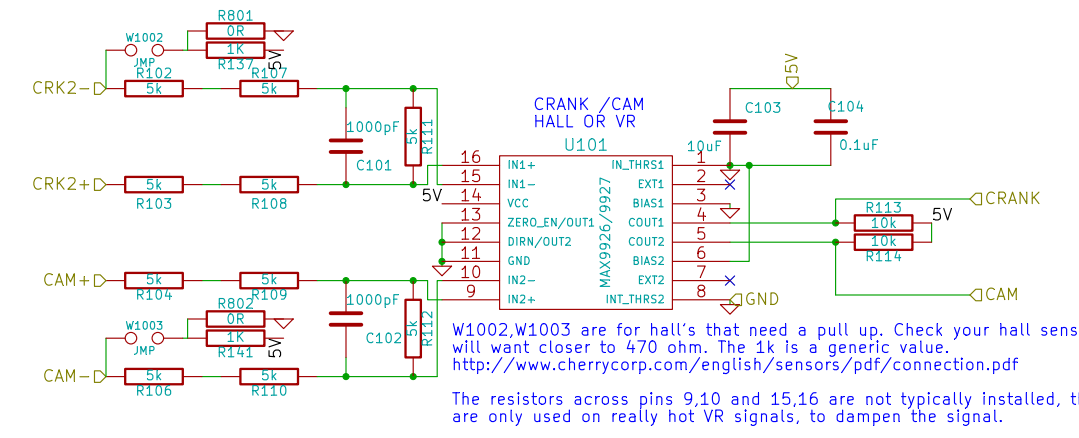 R801
0R
W1002
JMP
1K
R137
5V
CRK2-
R102
5k
R107
5k
1000pF
C101
5k
R111
CRK2+
5k
R103
5k
R108
CRANK /CAM
HALL OR VR
U101
MAX9926/9927
16 IN1+
15 IN1-
5V 14 VCC
13 ZERO_EN/OUT1
12 DIRN/OUT2
11 GND
10 IN2-
9 IN2+
IN_THRS1 1
EXT1 2
BIAS1 3
COUT1 4
COUT2 5
BIAS2 6
EXT2 7
INT_THRS2 8
GND
5V
C103
10uF
C104
0.1uF
CRANK
R113
10k
5V
10k
R114
CAM
CAM+
5k
R104
5k
R109
R802
0R
W1003
JMP
1K
R141
5V
1000pF
C102
5k
R112
CAM-
5k
R106
5k
R110
W1002,W1003 are for hall's that need a pull up. Check your hall sens
will want closer to 470 ohm. The 1k is a generic value.
http://www.cherrycorp.com/english/sensors/pdf/connection.pdf
The resistors across pins 9,10 and 15,16 are not typically installed, th
are only used on really hot VR signals, to dampen the signal.